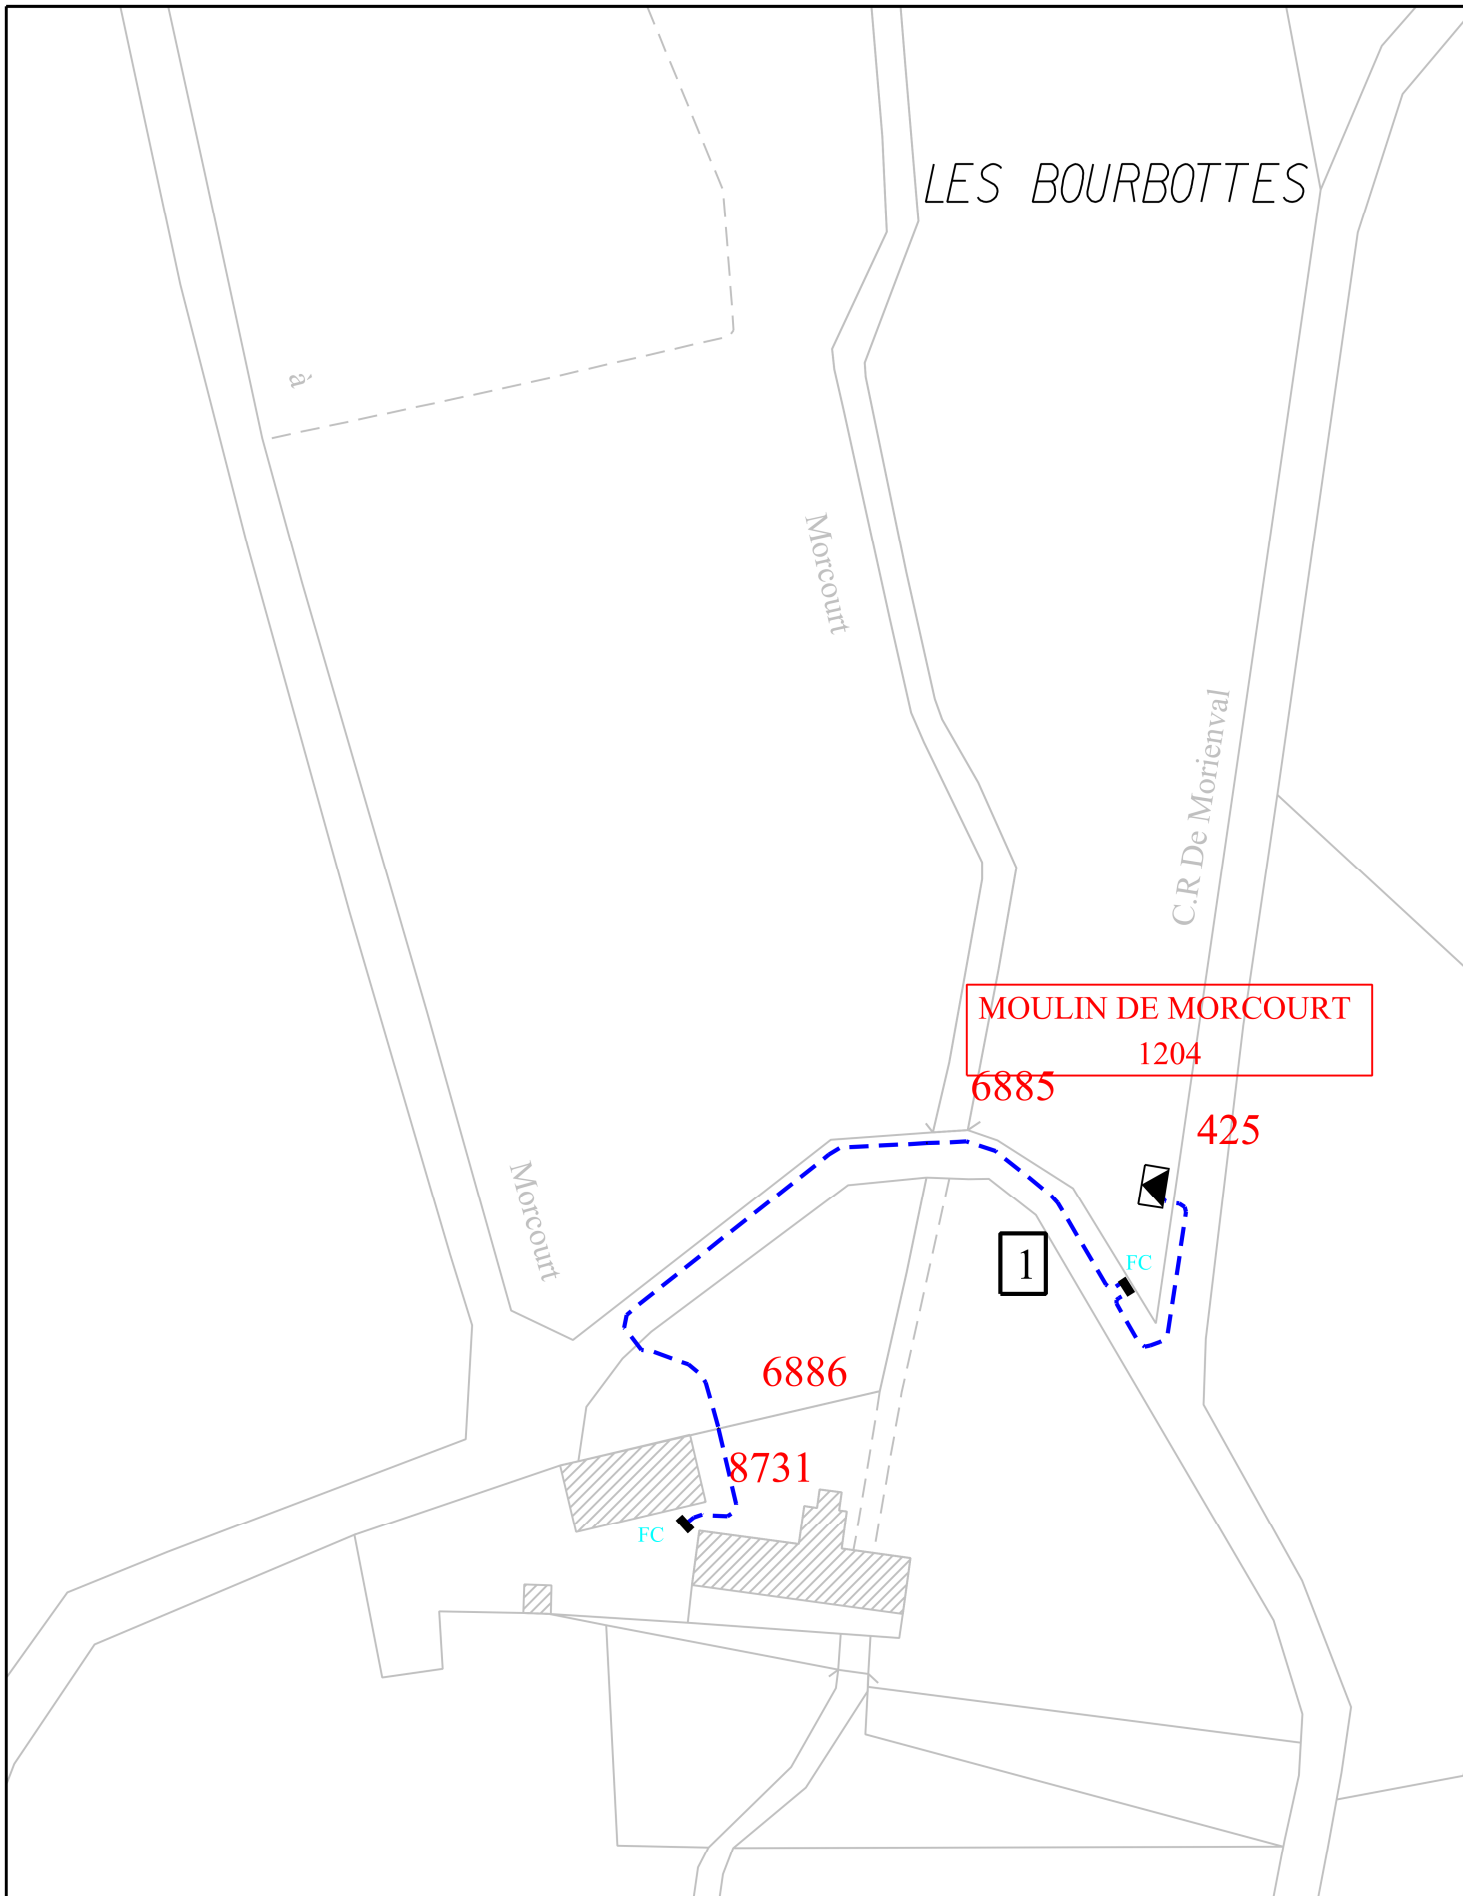 LES BOURBOTTES
à
Morcourt
C.R De Morienval
MOULIN DE MORCOURT
1204
6885
425
Morcourt
1
FC
6886
8731
FC